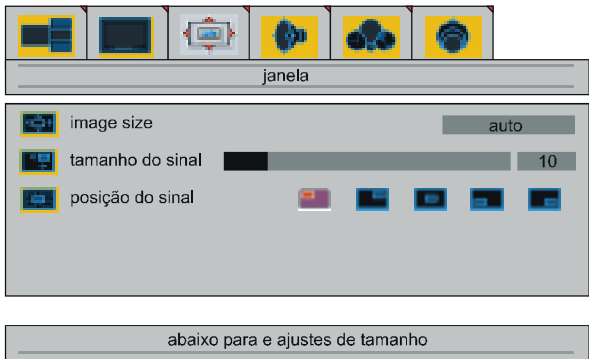 janela
image size
auto
tamanho do sinal
10
posição do sinal
abaixo para e ajustes de tamanho